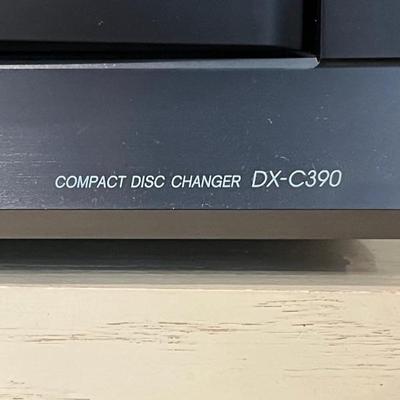 COMPACT DISC CHANGER DX-C390